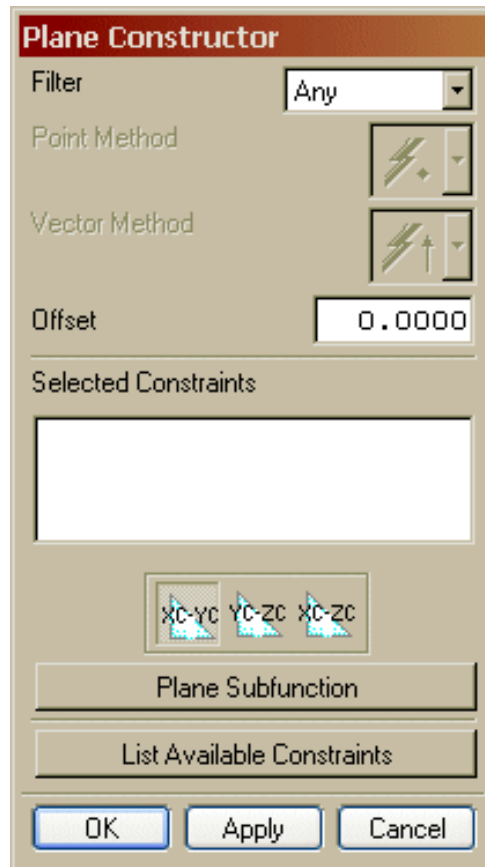 Plane Constructor
Filter Any
Point Method
Vector Method
Offset 0.0000
Selected Constraints
XC-YC YC-ZC XC-ZC
Plane Subfunction
List Available Constraints
OK Apply Cancel